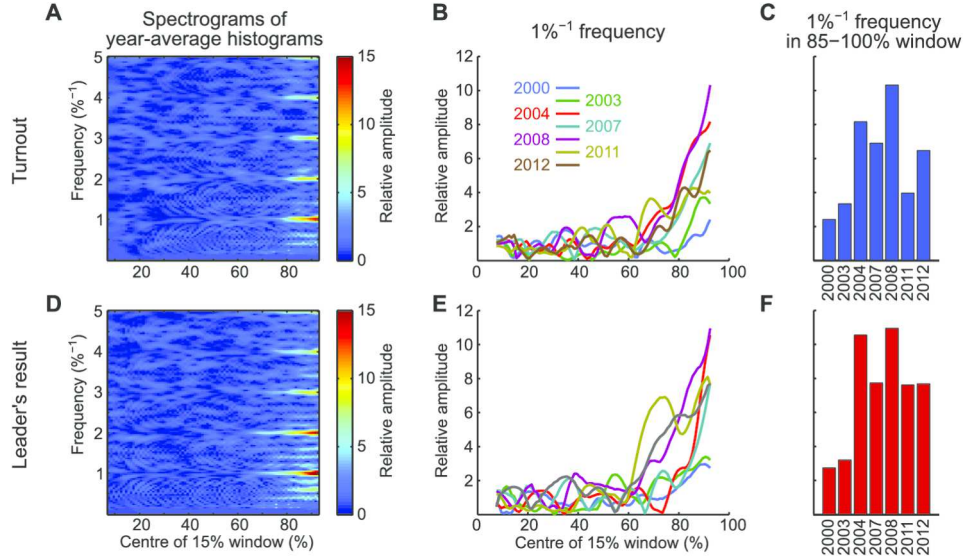 A
Spectrograms of
year-average histograms
B
1%⁻¹ frequency
C
1%⁻¹ frequency
in 85–100% window
Turnout
Frequency (%⁻¹)
5
4
3
2
1
20 40 60 80
15
10
5
0
Relative amplitude
Relative amplitude
12
10
8
6
4
2
0 20 40 60 80 100
2000
2003
2004
2007
2008
2011
2012
2000
2003
2004
2007
2008
2011
2012
D
E
F
Leader's result
Frequency (%⁻¹)
5
4
3
2
1
20 40 60 80
Centre of 15% window (%)
15
10
5
0
Relative amplitude
Relative amplitude
12
10
8
6
4
2
0 20 40 60 80 100
Centre of 15% window (%)
2000
2003
2004
2007
2008
2011
2012